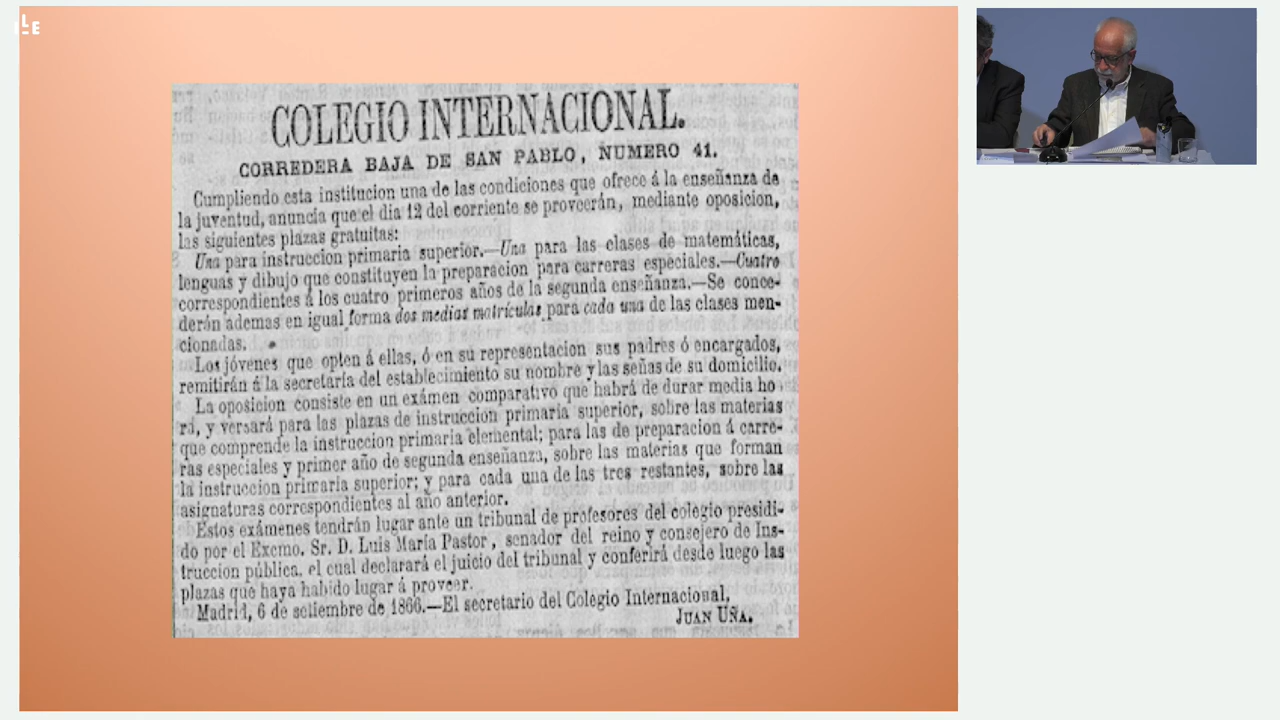 ILE
COLEGIO INTERNACIONAL.
CORREDERA BAJA DE SAN PABLO, NUMERO 41.
Cumpliendo esta institucion una de las condiciones que ofrece á la enseñanza de
la juventud, anuncia que el dia 12 del corriente se proveerán, mediante oposicion,
las siguientes plazas gratuitas:
Una para instruccion primaria superior.—Una para las clases de matemáticas,
lenguas y dibujo que constituyen la preparacion para carreras especiales.—Cuatro
correspondientes á los cuatro primeros años de la segunda enseñanza.—Se conce-
derán ademas en igual forma dos medias matrículas para cada una de las clases men-
cionadas.
Los jóvenes que opten á ellas, ó en su representacion sus padres ó encargados,
remitirán á la secretaría del establecimiento su nombre y las señas de su domicilio.
La oposicion consiste en un exámen comparativo que habrá de durar media ho
ra, y versará para las plazas de instruccion primaria superior, sobre las materias
que comprende la instruccion primaria elemental; para las de preparacion á carre-
ras especiales y primer año de segunda enseñanza, sobre las materias que forman
la instruccion primaria superior; y para cada una de las tres restantes, sobre las
asignaturas correspondientes al año anterior.
Estos exámenes tendrán lugar ante un tribunal de profesores del colegio presidi-
do por el Excmo. Sr. D. Luis María Pastor, senador del reino y consejero de Ins-
truccion pública, el cual declarará el juicio del tribunal y conferirá desde luego las
plazas que haya habido lugar á proveer.
Madrid, 6 de setiembre de 1866.—El secretario del Colegio Internacional,
JUAN UÑA.